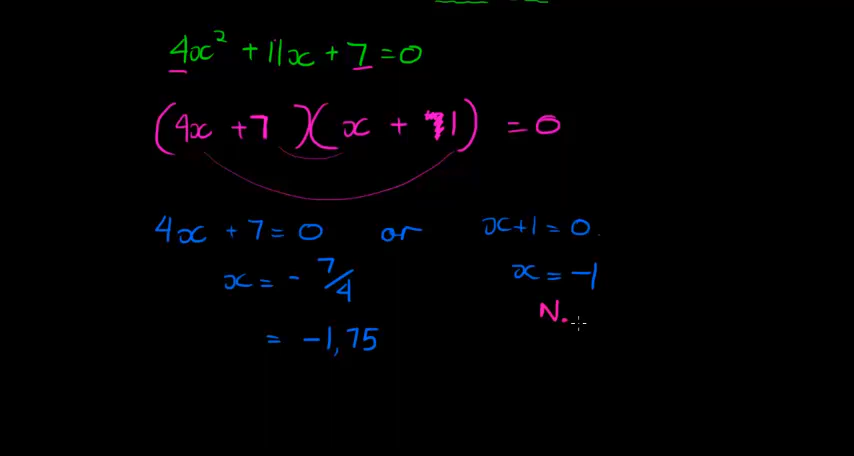 4x² + 11x + 7 = 0
(4x + 7)(x + 1) = 0
4x + 7 = 0 or x + 1 = 0.
x = - 7/4 x = -1
N.
= -1,75